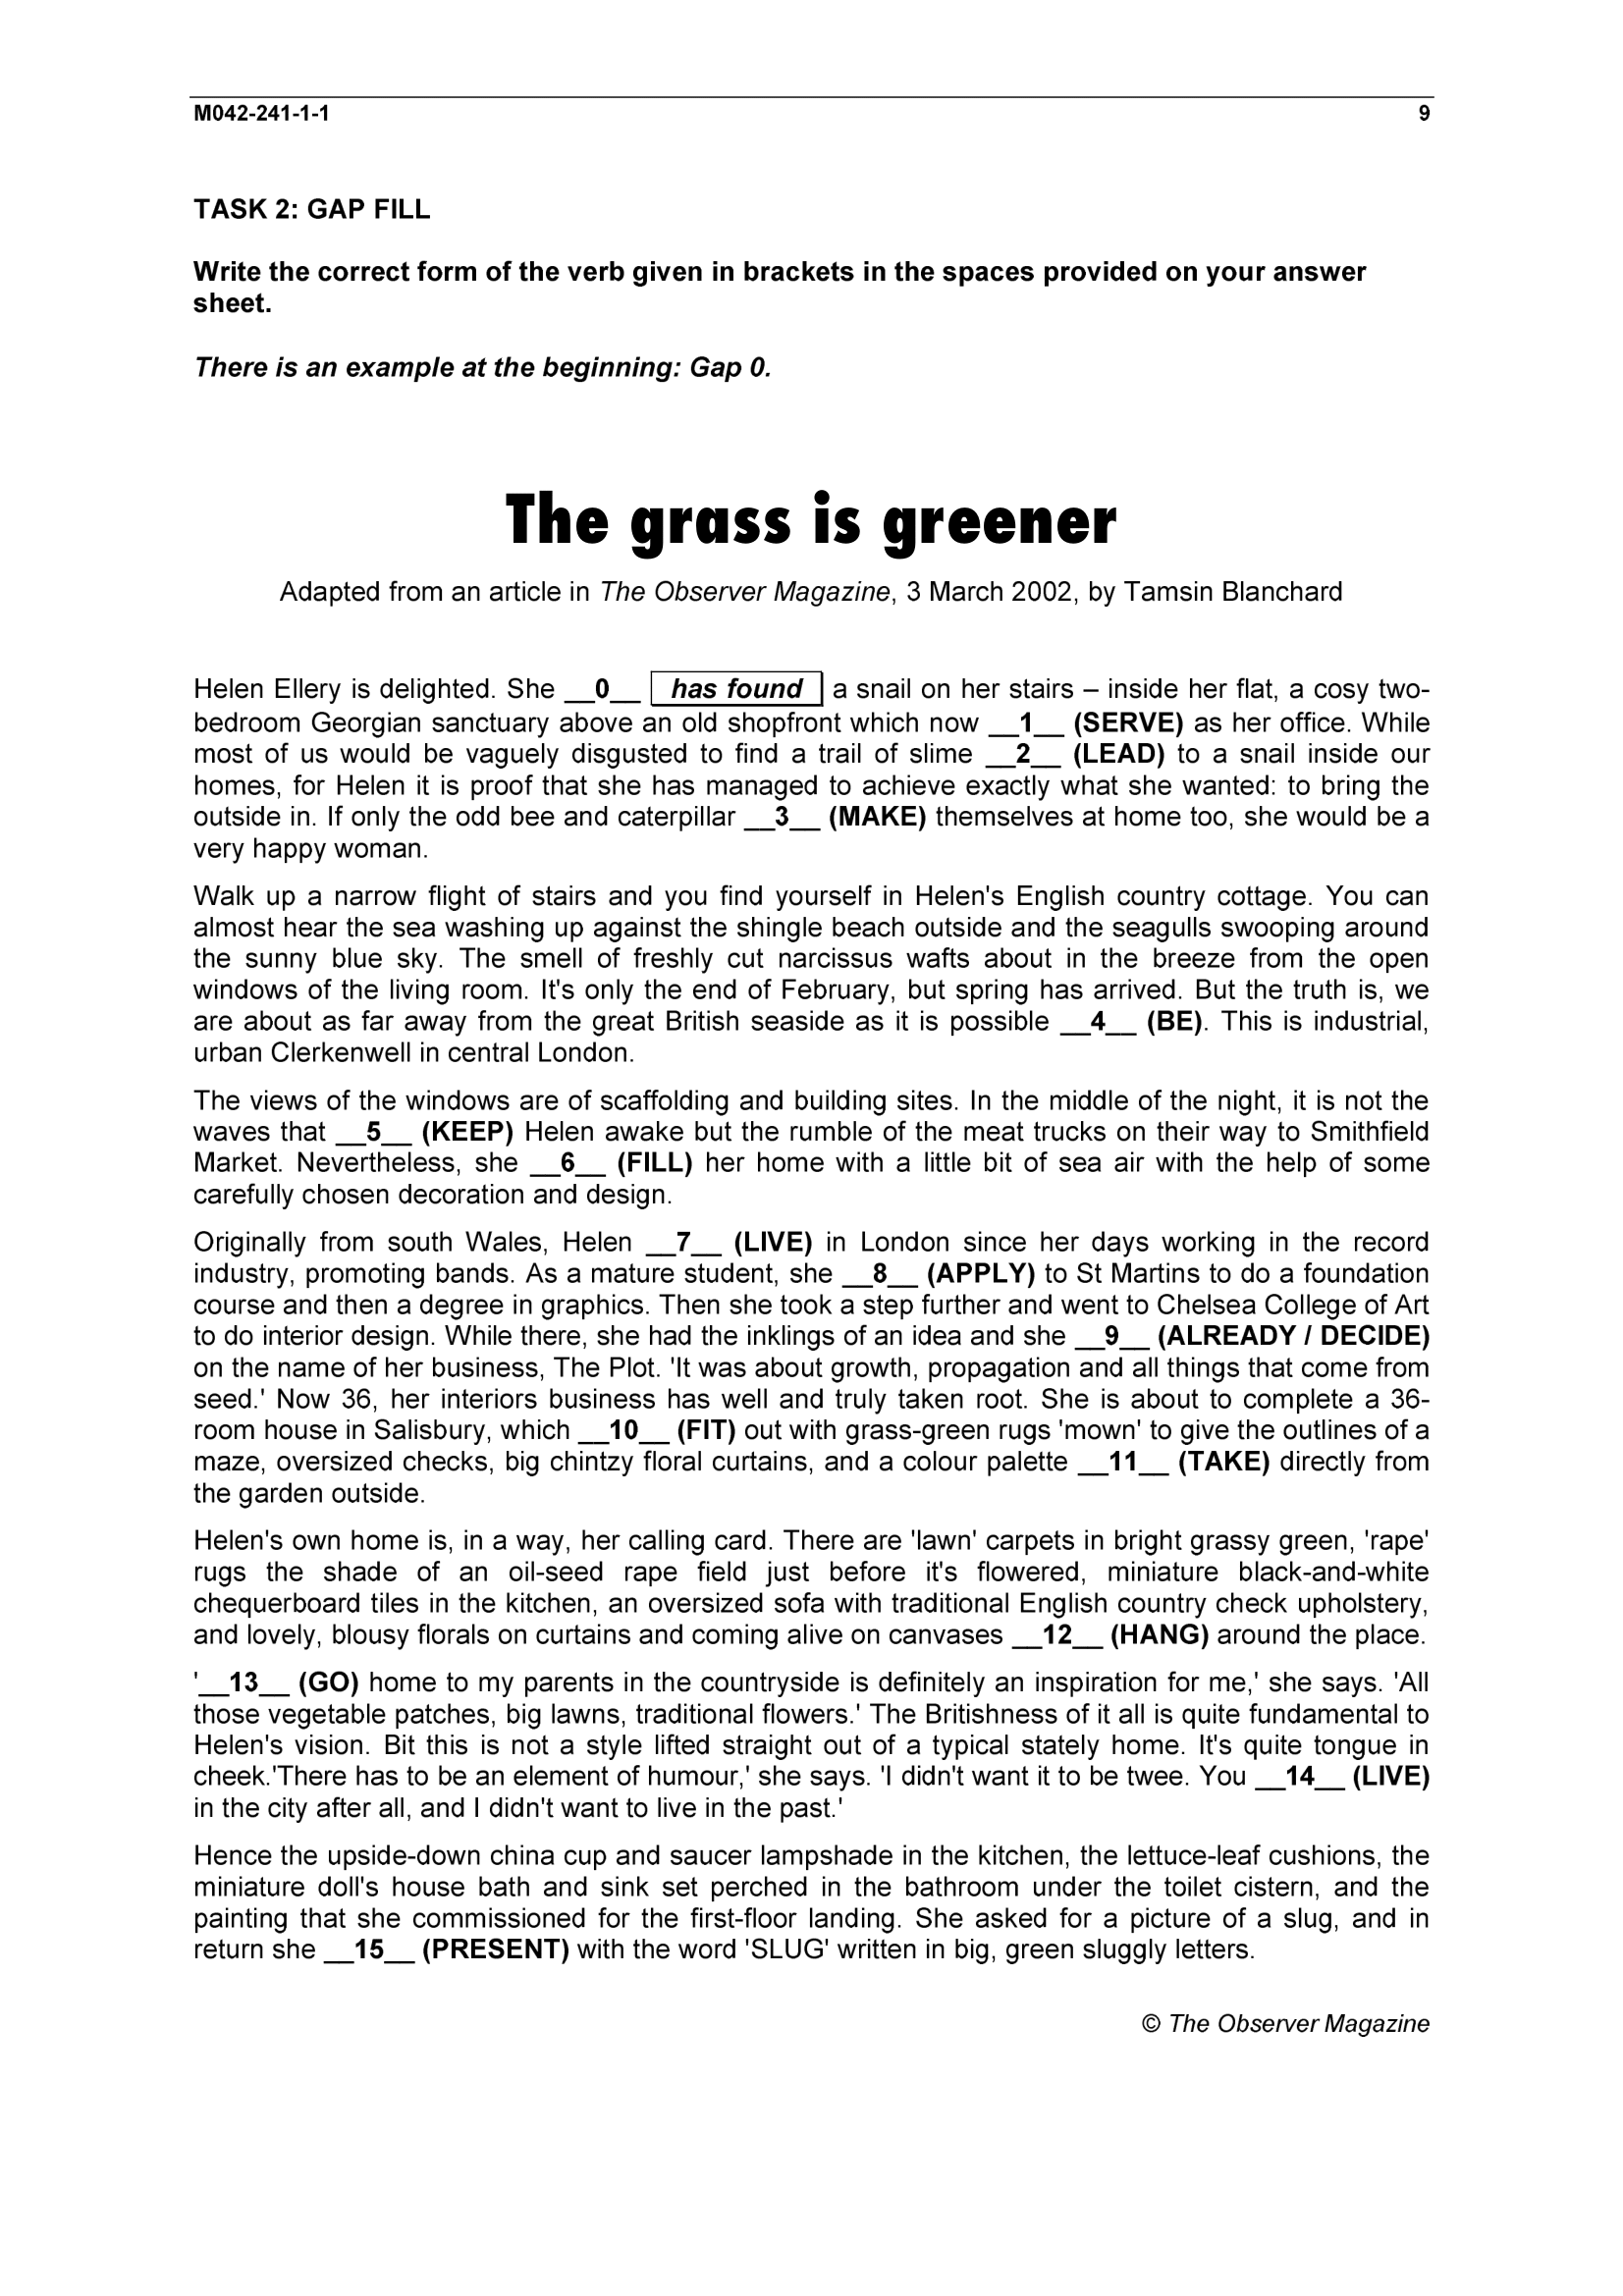 M042-241-1-1 9
TASK 2: GAP FILL
Write the correct form of the verb given in brackets in the spaces provided on your answer
sheet.
There is an example at the beginning: Gap 0.
The grass is greener
Adapted from an article in The Observer Magazine, 3 March 2002, by Tamsin Blanchard
Helen Ellery is delighted. She __0__ has found a snail on her stairs – inside her flat, a cosy two-
bedroom Georgian sanctuary above an old shopfront which now __1__ (SERVE) as her office. While
most of us would be vaguely disgusted to find a trail of slime __2__ (LEAD) to a snail inside our
homes, for Helen it is proof that she has managed to achieve exactly what she wanted: to bring the
outside in. If only the odd bee and caterpillar __3__ (MAKE) themselves at home too, she would be a
very happy woman.
Walk up a narrow flight of stairs and you find yourself in Helen's English country cottage. You can
almost hear the sea washing up against the shingle beach outside and the seagulls swooping around
the sunny blue sky. The smell of freshly cut narcissus wafts about in the breeze from the open
windows of the living room. It's only the end of February, but spring has arrived. But the truth is, we
are about as far away from the great British seaside as it is possible __4__ (BE). This is industrial,
urban Clerkenwell in central London.
The views of the windows are of scaffolding and building sites. In the middle of the night, it is not the
waves that __5__ (KEEP) Helen awake but the rumble of the meat trucks on their way to Smithfield
Market. Nevertheless, she __6__ (FILL) her home with a little bit of sea air with the help of some
carefully chosen decoration and design.
Originally from south Wales, Helen __7__ (LIVE) in London since her days working in the record
industry, promoting bands. As a mature student, she __8__ (APPLY) to St Martins to do a foundation
course and then a degree in graphics. Then she took a step further and went to Chelsea College of Art
to do interior design. While there, she had the inklings of an idea and she __9__ (ALREADY / DECIDE)
on the name of her business, The Plot. 'It was about growth, propagation and all things that come from
seed.' Now 36, her interiors business has well and truly taken root. She is about to complete a 36-
room house in Salisbury, which __10__ (FIT) out with grass-green rugs 'mown' to give the outlines of a
maze, oversized checks, big chintzy floral curtains, and a colour palette __11__ (TAKE) directly from
the garden outside.
Helen's own home is, in a way, her calling card. There are 'lawn' carpets in bright grassy green, 'rape'
rugs the shade of an oil-seed rape field just before it's flowered, miniature black-and-white
chequerboard tiles in the kitchen, an oversized sofa with traditional English country check upholstery,
and lovely, blousy florals on curtains and coming alive on canvases __12__ (HANG) around the place.
'__13__ (GO) home to my parents in the countryside is definitely an inspiration for me,' she says. 'All
those vegetable patches, big lawns, traditional flowers.' The Britishness of it all is quite fundamental to
Helen's vision. Bit this is not a style lifted straight out of a typical stately home. It's quite tongue in
cheek.'There has to be an element of humour,' she says. 'I didn't want it to be twee. You __14__ (LIVE)
in the city after all, and I didn't want to live in the past.'
Hence the upside-down china cup and saucer lampshade in the kitchen, the lettuce-leaf cushions, the
miniature doll's house bath and sink set perched in the bathroom under the toilet cistern, and the
painting that she commissioned for the first-floor landing. She asked for a picture of a slug, and in
return she __15__ (PRESENT) with the word 'SLUG' written in big, green sluggly letters.
© The Observer Magazine